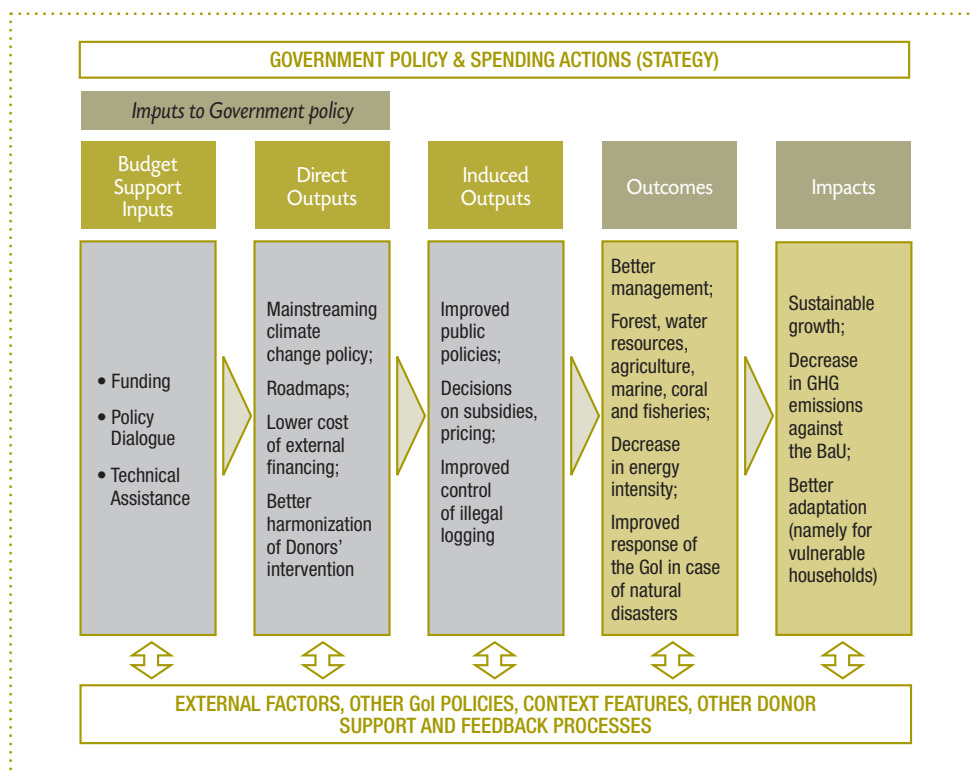 GOVERNMENT POLICY & SPENDING ACTIONS (STATEGY)
Imputs to Government policy
Budget
Support
Inputs
Direct
Outputs
Induced
Outputs
Outcomes
Impacts
• Funding
• Policy
Dialogue
• Technical
Assistance
Mainstreaming
climate
change policy;
Roadmaps;
Lower cost
of external
financing;
Better
harmonization
of Donors'
intervention
Improved
public
policies;
Decisions
on subsidies,
pricing;
Improved
control
of illegal
logging
Better
management;
Forest, water
resources,
agriculture,
marine, coral
and fisheries;
Decrease
in energy
intensity;
Improved
response of
the GoI in case
of natural
disasters
Sustainable
growth;
Decrease
in GHG
emissions
against
the BaU;
Better
adaptation
(namely for
vulnerable
households)
EXTERNAL FACTORS, OTHER GoI POLICIES, CONTEXT FEATURES, OTHER DONOR
SUPPORT AND FEEDBACK PROCESSES